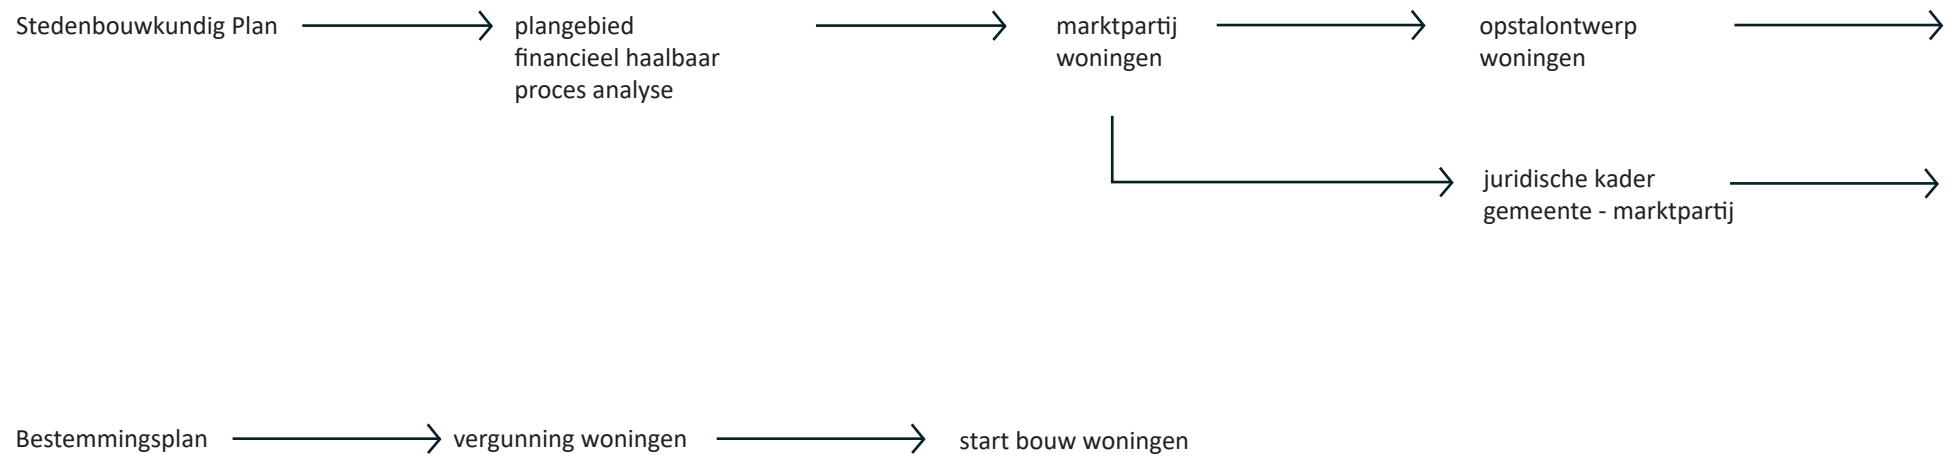 Stedenbouwkundig Plan
plangebied
financieel haalbaar
proces analyse
marktpartij
woningen
opstalontwerp
woningen
juridische kader
gemeente - marktpartij
Bestemmingsplan
vergunning woningen
start bouw woningen